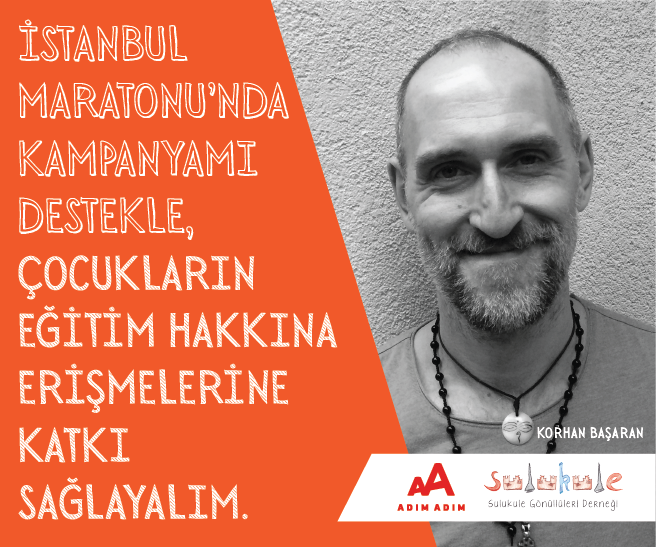 İSTANBUL
MARATONU'NDA
KAMPANYAMI
DESTEKLE,
ÇOCUKLARIN
EĞİTİM HAKKINA
ERİŞMELERİNE
KATKI
SAĞLAYALIM.
KORHAN BAŞARAN
AA
ADIM ADIM
sulukule
Sulukule Gönüllüleri Derneği